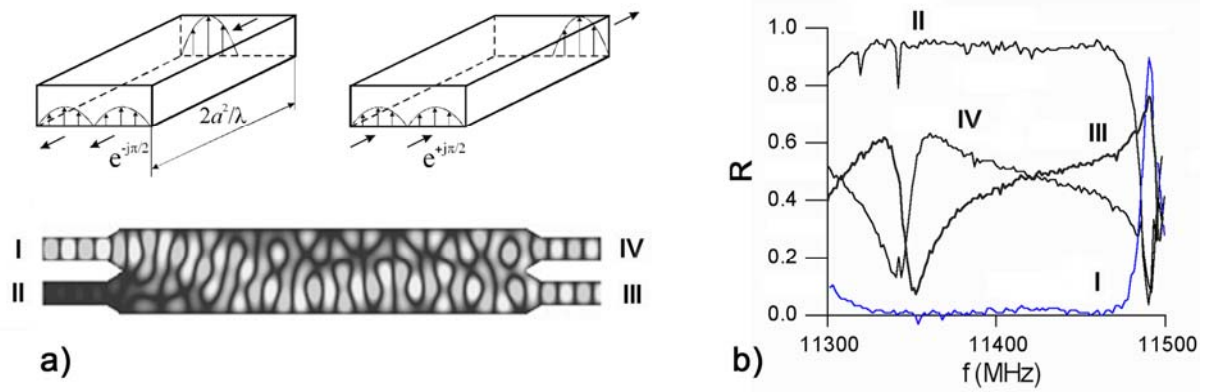 2a²/λ
e^-jπ/2
e^+jπ/2
I
II
IV
III
a)
II
IV
III
I
R
1.0
0.8
0.6
0.4
0.2
0.0
11300
11400
11500
f (MHz)
b)